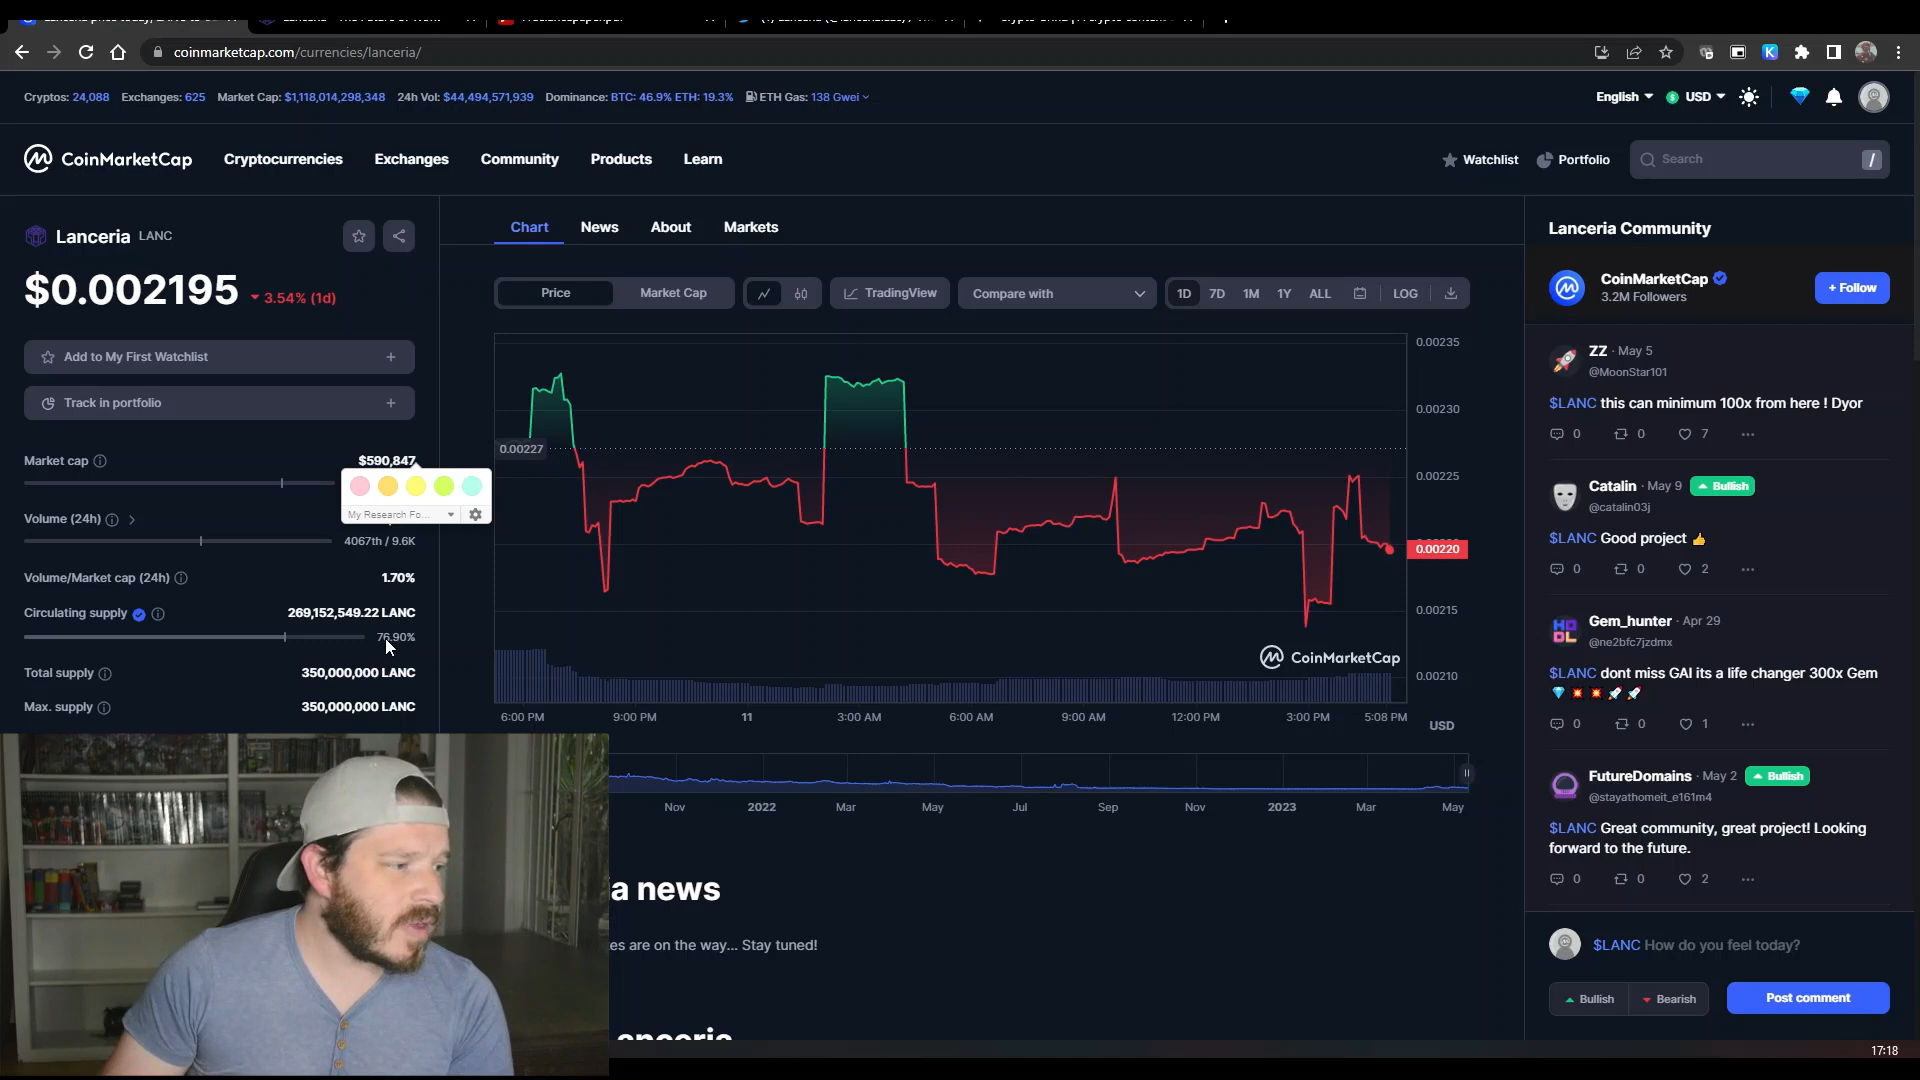 coinmarketcap.com/currencies/lanceria/
Cryptos: 24,088 Exchanges: 625 Market Cap: $1,118,014,298,348 24h Vol: $44,494,571,939 Dominance: BTC: 46.9% ETH: 19.3% ETH Gas: 138 Gwei
English USD
CoinMarketCap Cryptocurrencies Exchanges Community Products Learn
Watchlist Portfolio Search /
Lanceria LANC
$0.002195 3.54% (1d)
Add to My First Watchlist +
Track in portfolio +
Market cap $590,847
My Research Fo...
Volume (24h)
4067th / 9.6K
Volume/Market cap (24h) 1.70%
Circulating supply 269,152,549.22 LANC
76.90%
Total supply 350,000,000 LANC
Max. supply 350,000,000 LANC
Chart News About Markets
Price Market Cap TradingView Compare with 1D 7D 1M 1Y ALL LOG
0.00235
0.00230
0.00227
0.00225
0.00220
0.00215
0.00210
CoinMarketCap
6:00 PM 9:00 PM 11 3:00 AM 6:00 AM 9:00 AM 12:00 PM 3:00 PM 5:08 PM
USD
Nov 2022 Mar May Jul Sep Nov 2023 Mar May
a news
es are on the way... Stay tuned!
Lanceria Community
CoinMarketCap
3.2M Followers
+ Follow
ZZ · May 5
@MoonStar101
$LANC this can minimum 100x from here ! Dyor
0 0 7 ...
Catalin · May 9 Bullish
@catalin03j
$LANC Good project 👍
0 0 2 ...
HODL
Gem_hunter · Apr 29
@ne2bfc7jzdmx
$LANC dont miss GAI its a life changer 300x Gem
💎 💥 💥 🚀 🚀
0 0 1 ...
FutureDomains · May 2 Bullish
@stayathomeit_e161m4
$LANC Great community, great project! Looking
forward to the future.
0 0 2 ...
$LANC How do you feel today?
Bullish Bearish Post comment
17:18